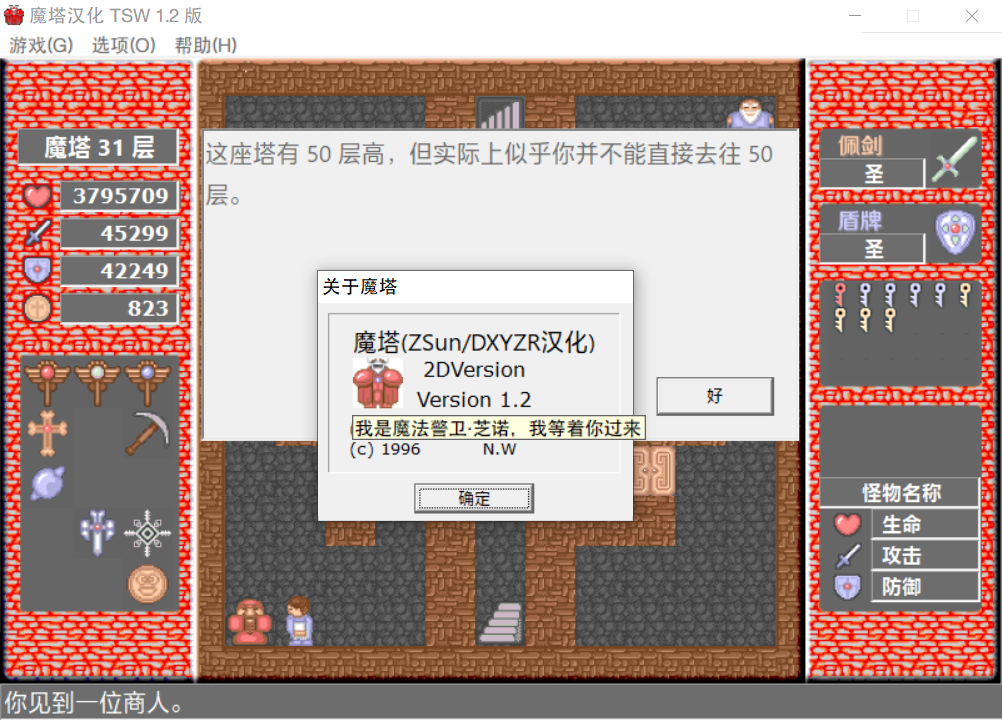 魔塔汉化 TSW 1.2 版
游戏(G) 选项(O) 帮助(H)
魔塔 31 层
3795709
45299
42249
823
这座塔有 50 层高，但实际上似乎你并不能直接去往 50
层。
好
关于魔塔
魔塔(ZSun/DXYZR汉化)
2DVersion
Version 1.2
我是魔法警卫·芝诺，我等着你过来
(c) 1996 N.W
确定
佩剑
圣
盾牌
圣
怪物名称
生命
攻击
防御
你见到一位商人。